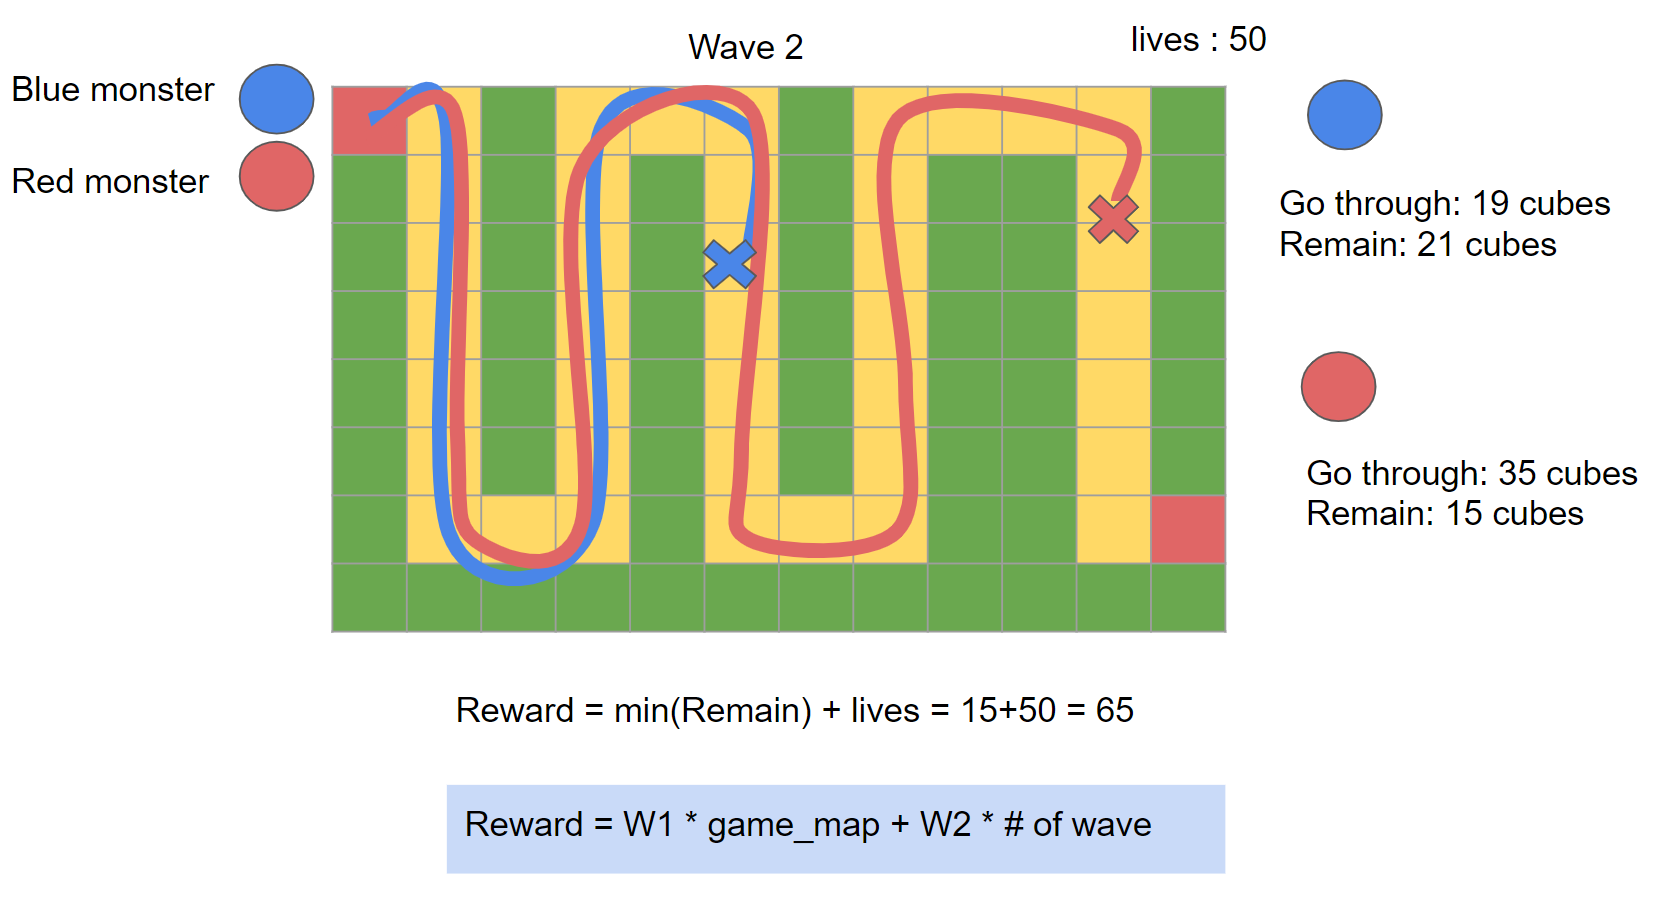 Wave 2
lives : 50
Blue monster
Red monster
Go through: 19 cubes
Remain: 21 cubes
Go through: 35 cubes
Remain: 15 cubes
Reward = min(Remain) + lives = 15+50 = 65
Reward = W1 * game_map + W2 * # of wave